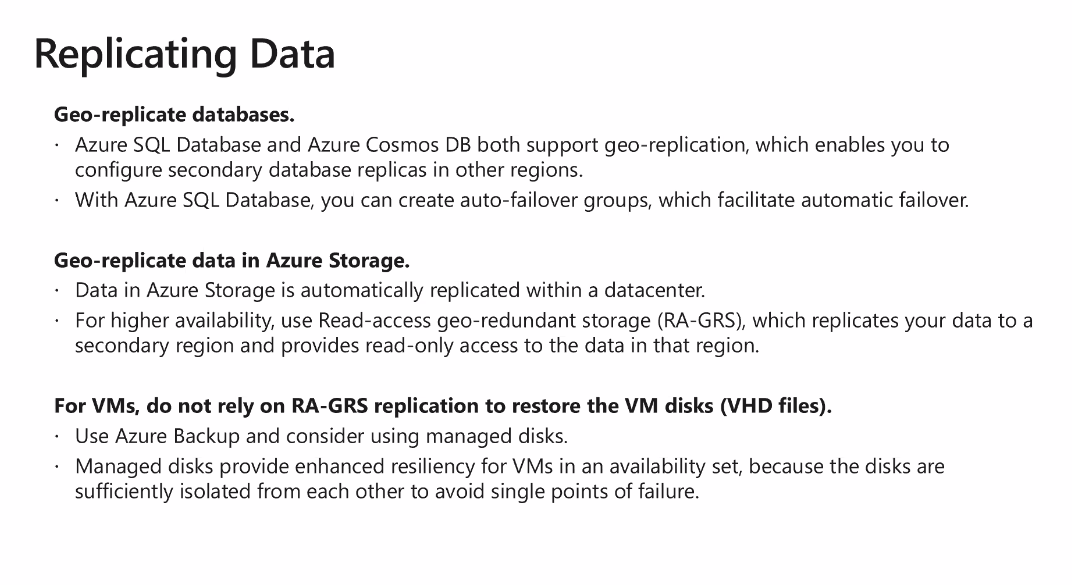 Replicating Data
Geo-replicate databases.
· Azure SQL Database and Azure Cosmos DB both support geo-replication, which enables you to
configure secondary database replicas in other regions.
· With Azure SQL Database, you can create auto-failover groups, which facilitate automatic failover.
Geo-replicate data in Azure Storage.
· Data in Azure Storage is automatically replicated within a datacenter.
· For higher availability, use Read-access geo-redundant storage (RA-GRS), which replicates your data to a
secondary region and provides read-only access to the data in that region.
For VMs, do not rely on RA-GRS replication to restore the VM disks (VHD files).
· Use Azure Backup and consider using managed disks.
· Managed disks provide enhanced resiliency for VMs in an availability set, because the disks are
sufficiently isolated from each other to avoid single points of failure.